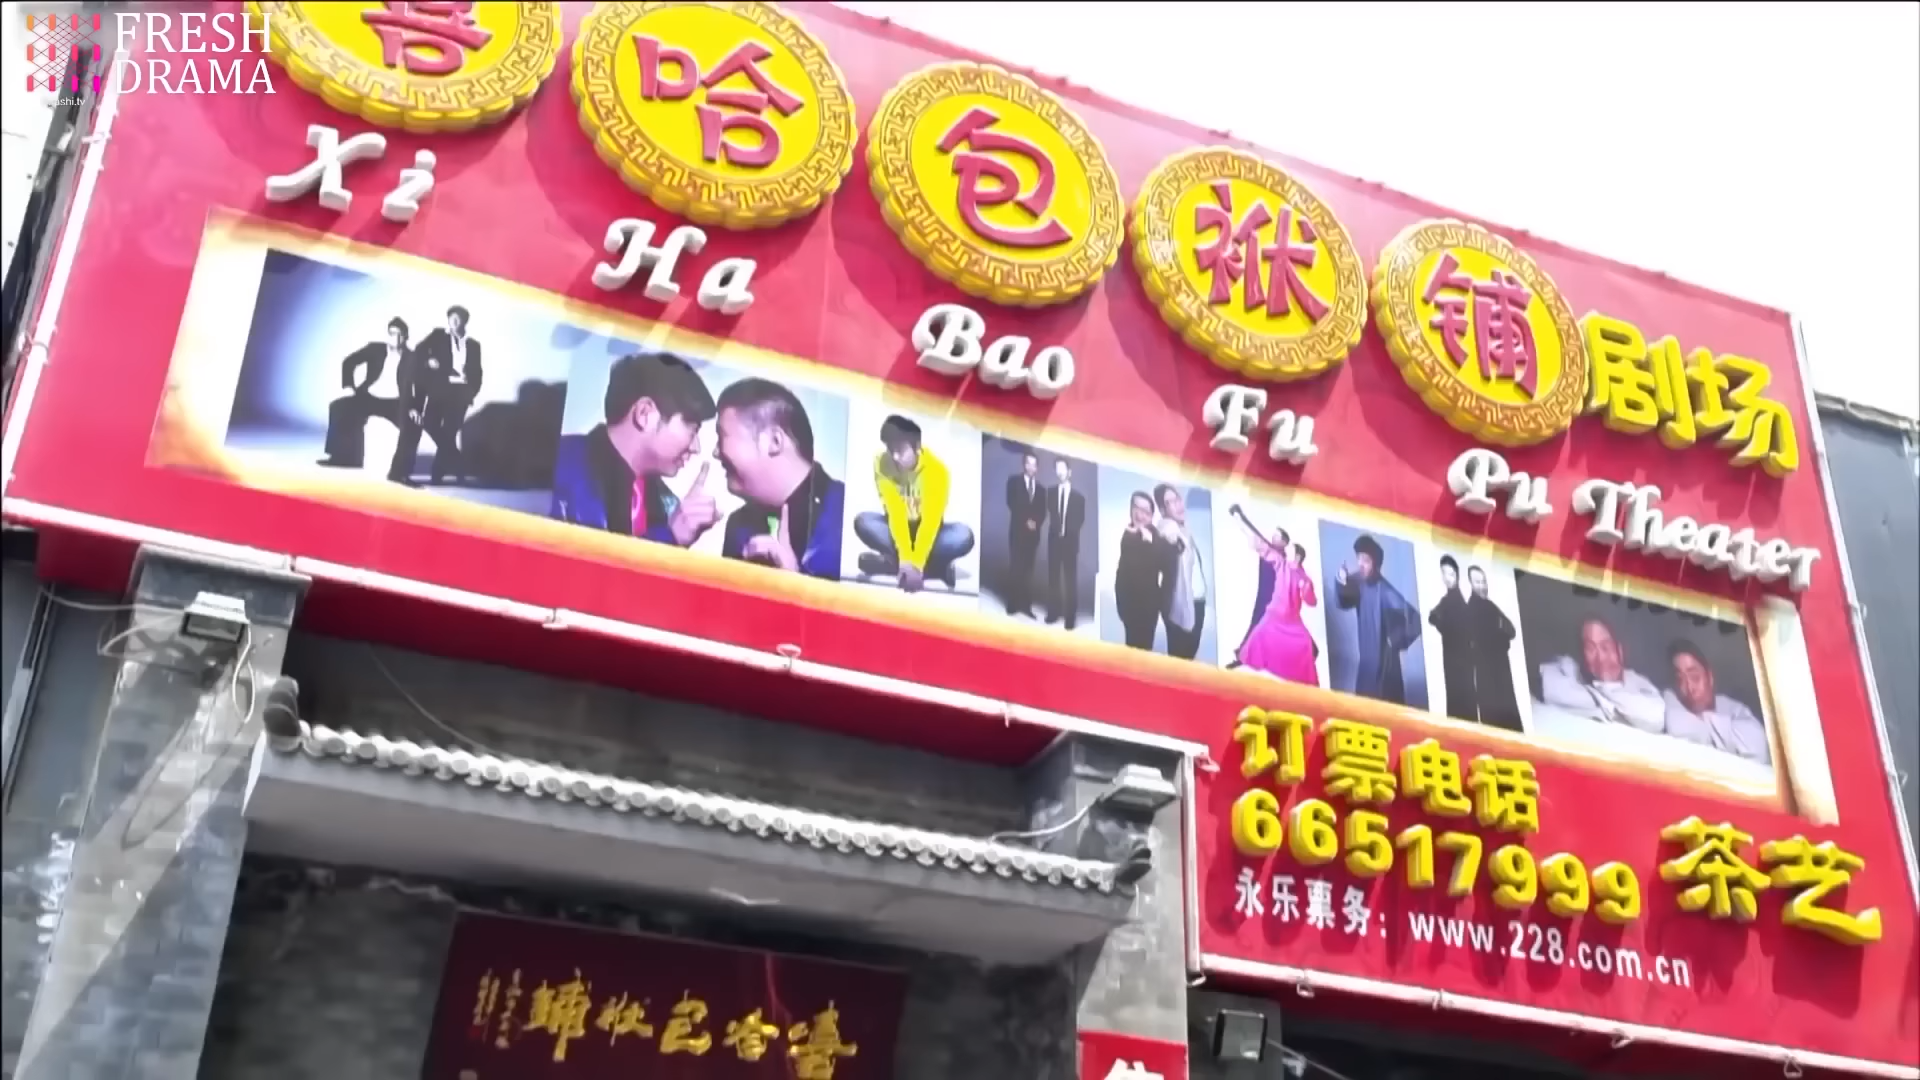 FRESH
DRAMA
喜哈包袱铺剧场
Xi Ha Bao Fu Pu Theater
订票电话
66517999
茶艺
永乐票务：www.228.com.cn
喜哈包袱铺